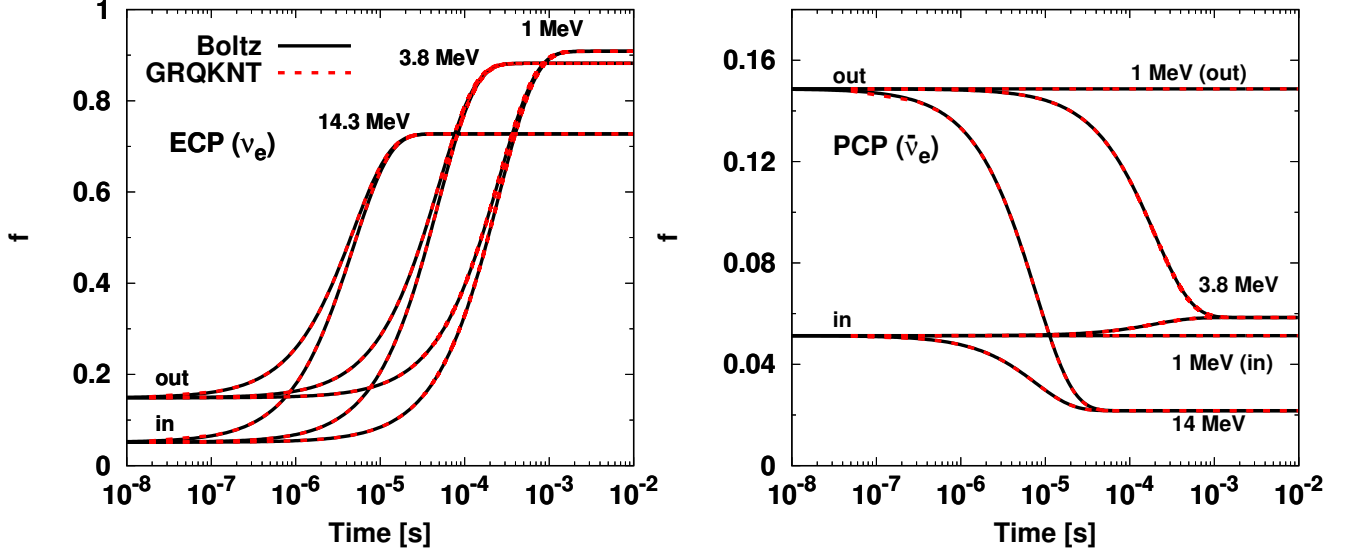 1
0.8
0.6
0.4
0.2
0
f
Boltz
GRQKNT
ECP (νₑ)
1 MeV
3.8 MeV
14.3 MeV
out
in
10⁻⁸ 10⁻⁷ 10⁻⁶ 10⁻⁵ 10⁻⁴ 10⁻³ 10⁻²
Time [s]
0.16
0.12
0.08
0.04
0
f
out
1 MeV (out)
PCP (ν̄ₑ)
3.8 MeV
in
1 MeV (in)
14 MeV
10⁻⁸ 10⁻⁷ 10⁻⁶ 10⁻⁵ 10⁻⁴ 10⁻³ 10⁻²
Time [s]